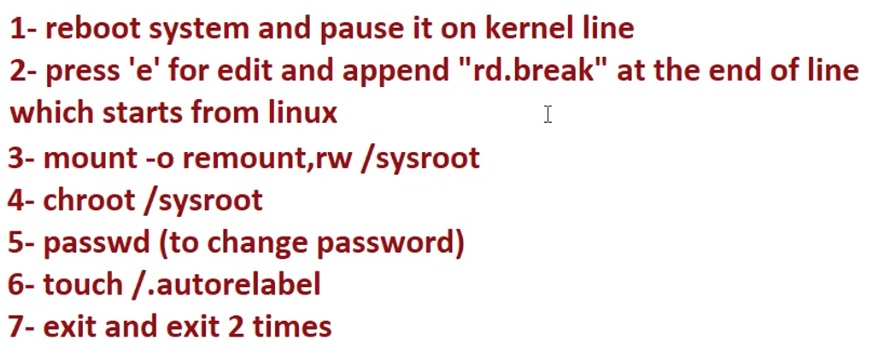 1- reboot system and pause it on kernel line
2- press 'e' for edit and append "rd.break" at the end of line
which starts from linux
3- mount -o remount,rw /sysroot
4- chroot /sysroot
5- passwd (to change password)
6- touch /.autorelabel
7- exit and exit 2 times